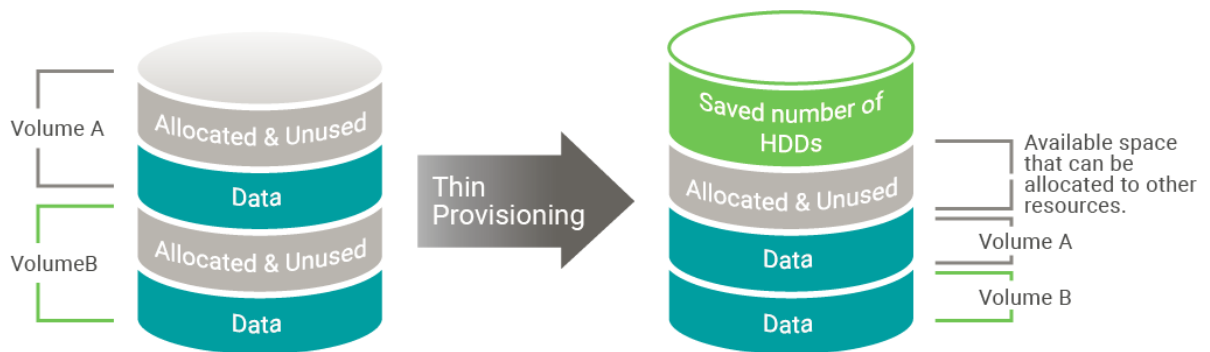 Volume A
VolumeB
Allocated & Unused
Data
Allocated & Unused
Data
Thin
Provisioning
Saved number of
HDDs
Allocated & Unused
Data
Data
Available space
that can be
allocated to other
resources.
Volume A
Volume B